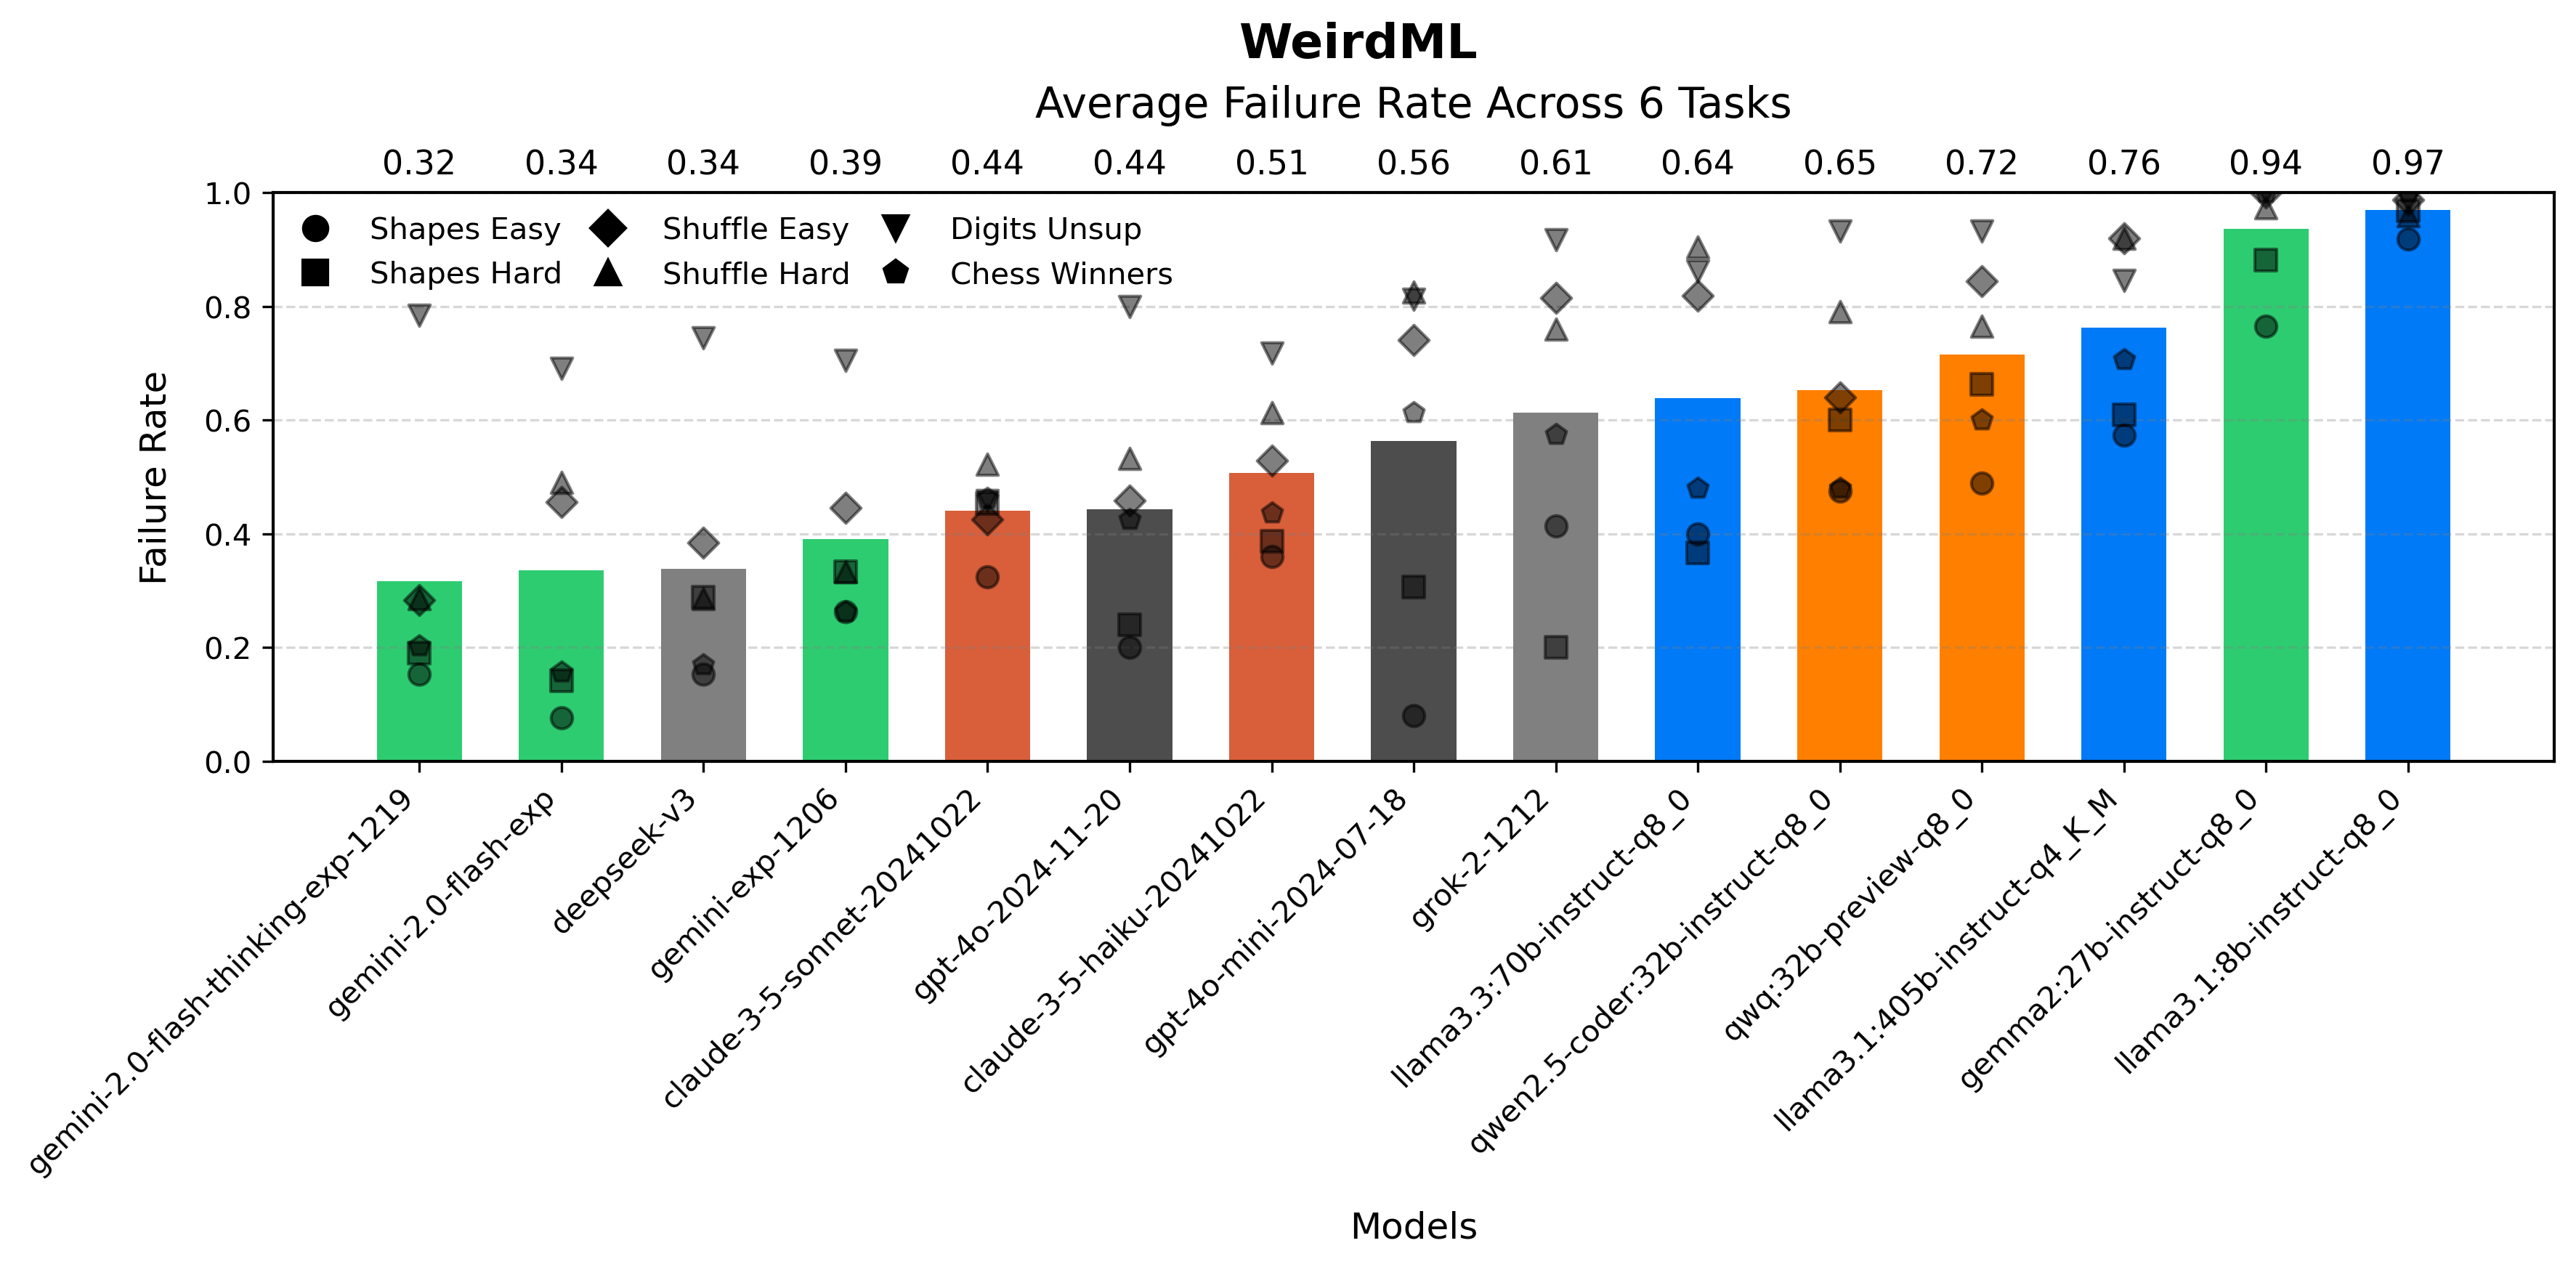 WeirdML
Average Failure Rate Across 6 Tasks
0.32 0.34 0.34 0.39 0.44 0.44 0.51 0.56 0.61 0.64 0.65 0.72 0.76 0.94 0.97
Shapes Easy Shuffle Easy Digits Unsup
Shapes Hard Shuffle Hard Chess Winners
Failure Rate
1.0
0.8
0.6
0.4
0.2
0.0
gemini-2.0-flash-thinking-exp-1219
gemini-2.0-flash-exp
deepseek-v3
gemini-exp-1206
claude-3-5-sonnet-20241022
gpt-4o-2024-11-20
claude-3-5-haiku-20241022
gpt-4o-mini-2024-07-18
grok-2-1212
llama3.3:70b-instruct-q8_0
qwen2.5-coder:32b-instruct-q8_0
qwq:32b-preview-q8_0
llama3.1:405b-instruct-q4_K_M
gemma2:27b-instruct-q8_0
llama3.1:8b-instruct-q8_0
Models